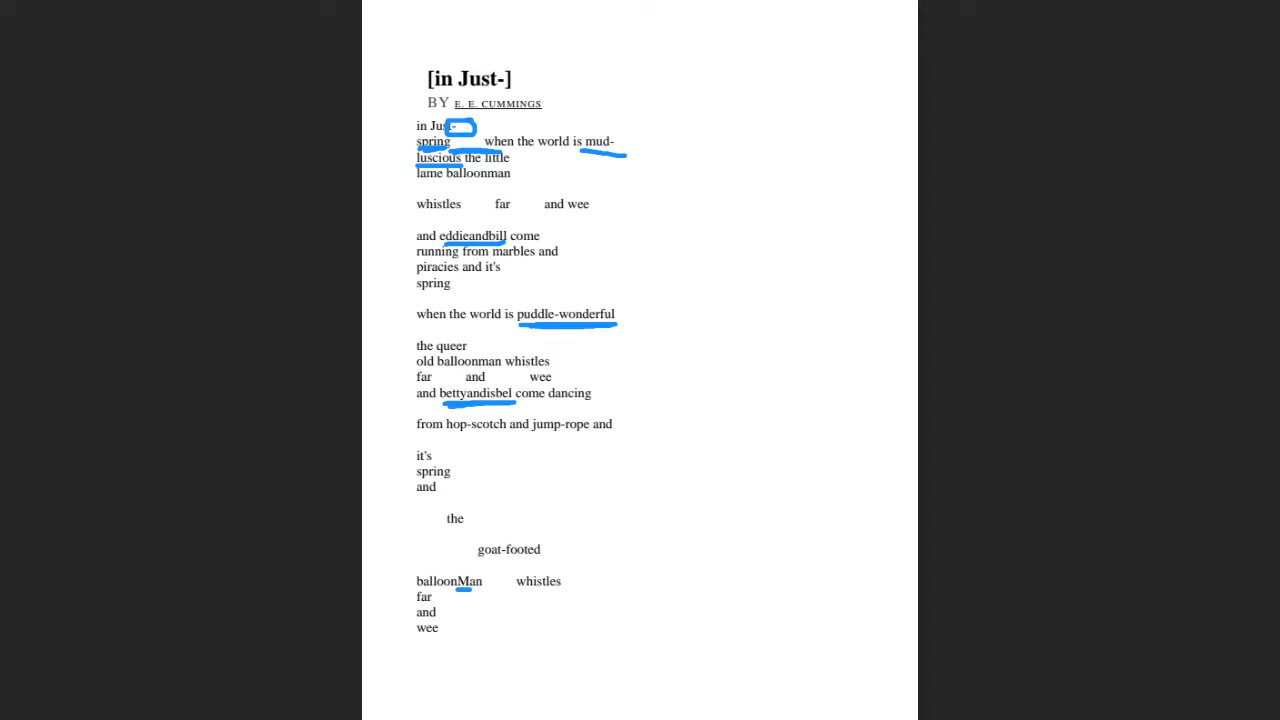 [in Just-]
BY E. E. CUMMINGS
in Just-
spring when the world is mud-
luscious the little
lame balloonman
whistles far and wee
and eddieandbill come
running from marbles and
piracies and it's
spring
when the world is puddle-wonderful
the queer
old balloonman whistles
far and wee
and bettyandisbel come dancing
from hop-scotch and jump-rope and
it's
spring
and
the
goat-footed
balloonMan whistles
far
and
wee